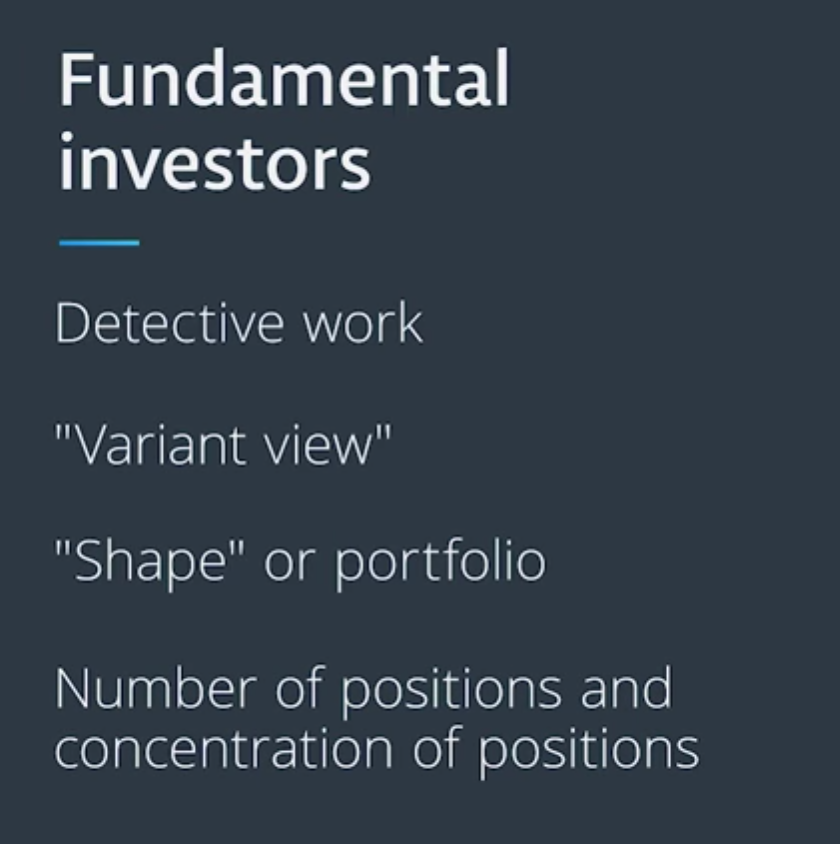 Fundamental
investors
Detective work
"Variant view"
"Shape" or portfolio
Number of positions and
concentration of positions